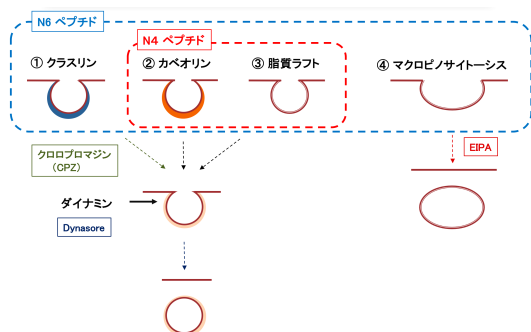 N6 ペプチド
N4 ペプチド
① クラスリン
② カベオリン
③ 脂質ラフト
④ マクロピノサイトーシス
クロロプロマジン
（CPZ）
EIPA
ダイナミン
Dynasore